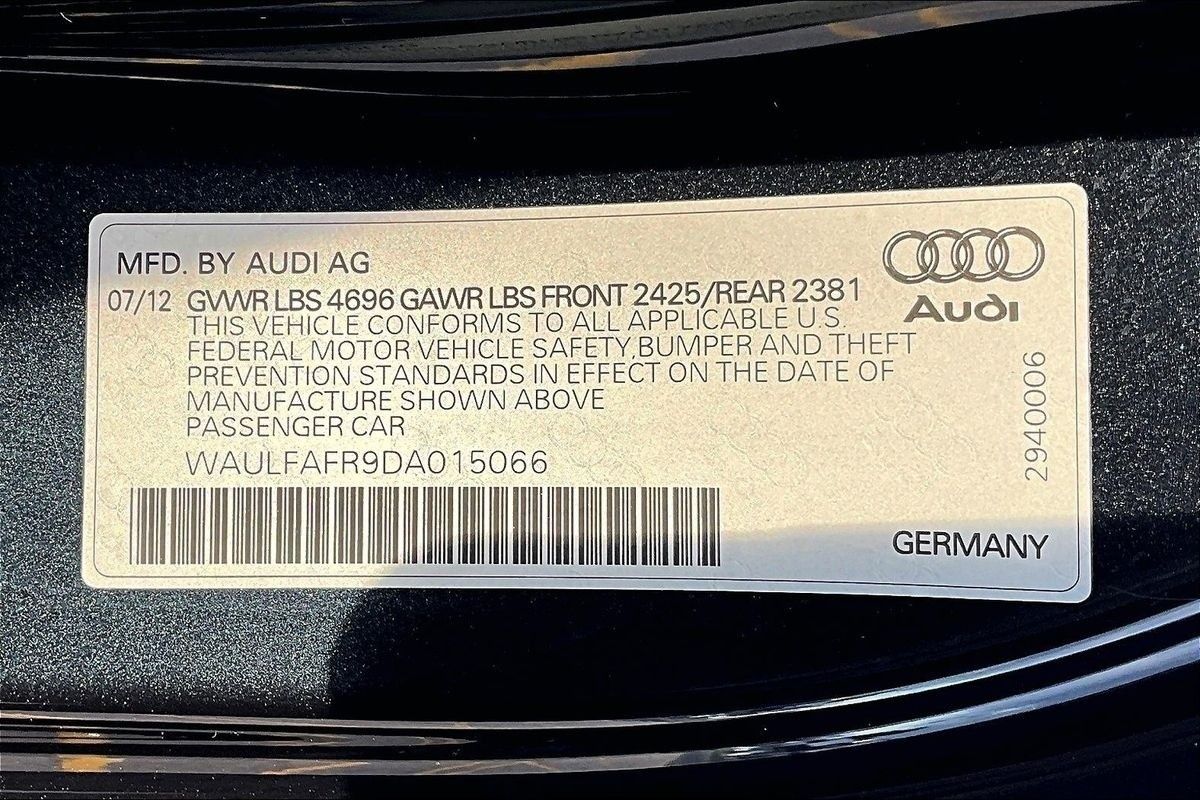 MFD. BY AUDI AG
07/12 GVWR LBS 4696 GAWR LBS FRONT 2425/REAR 2381
THIS VEHICLE CONFORMS TO ALL APPLICABLE U.S.
FEDERAL MOTOR VEHICLE SAFETY,BUMPER AND THEFT
PREVENTION STANDARDS IN EFFECT ON THE DATE OF
MANUFACTURE SHOWN ABOVE
PASSENGER CAR
WAULFAFR9DA015066
Audi
2940006
GERMANY